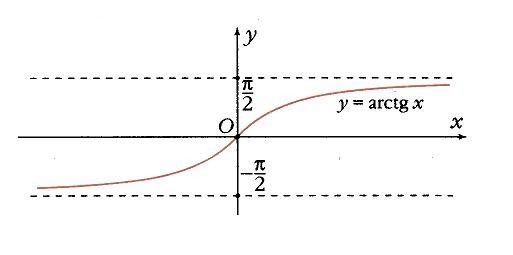 y
π/2
y = arctg x
O
x
-π/2